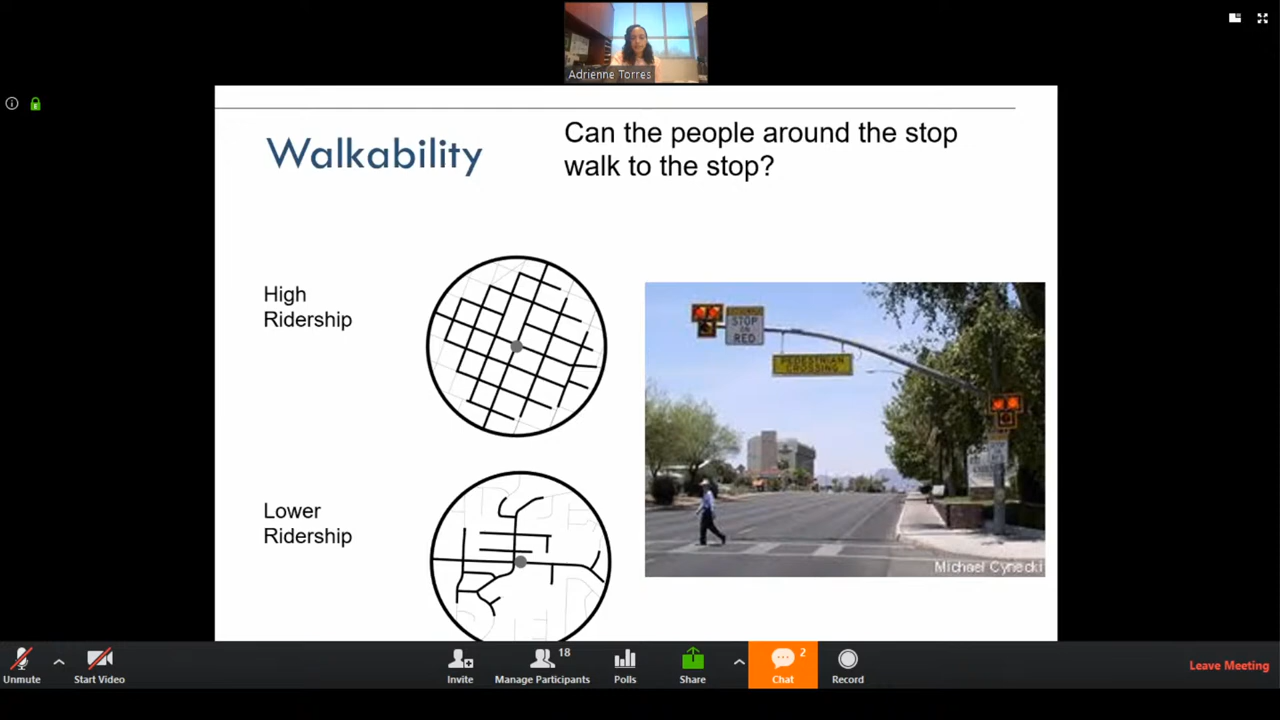 Adrienne Torres
Walkability
Can the people around the stop
walk to the stop?
High
Ridership
STOP
ON
RED
PEDESTRIAN
CROSSING
Lower
Ridership
Michael Cynecki
18
2
Unmute
Start Video
Invite
Manage Participants
Polls
Share
Chat
Record
Leave Meeting